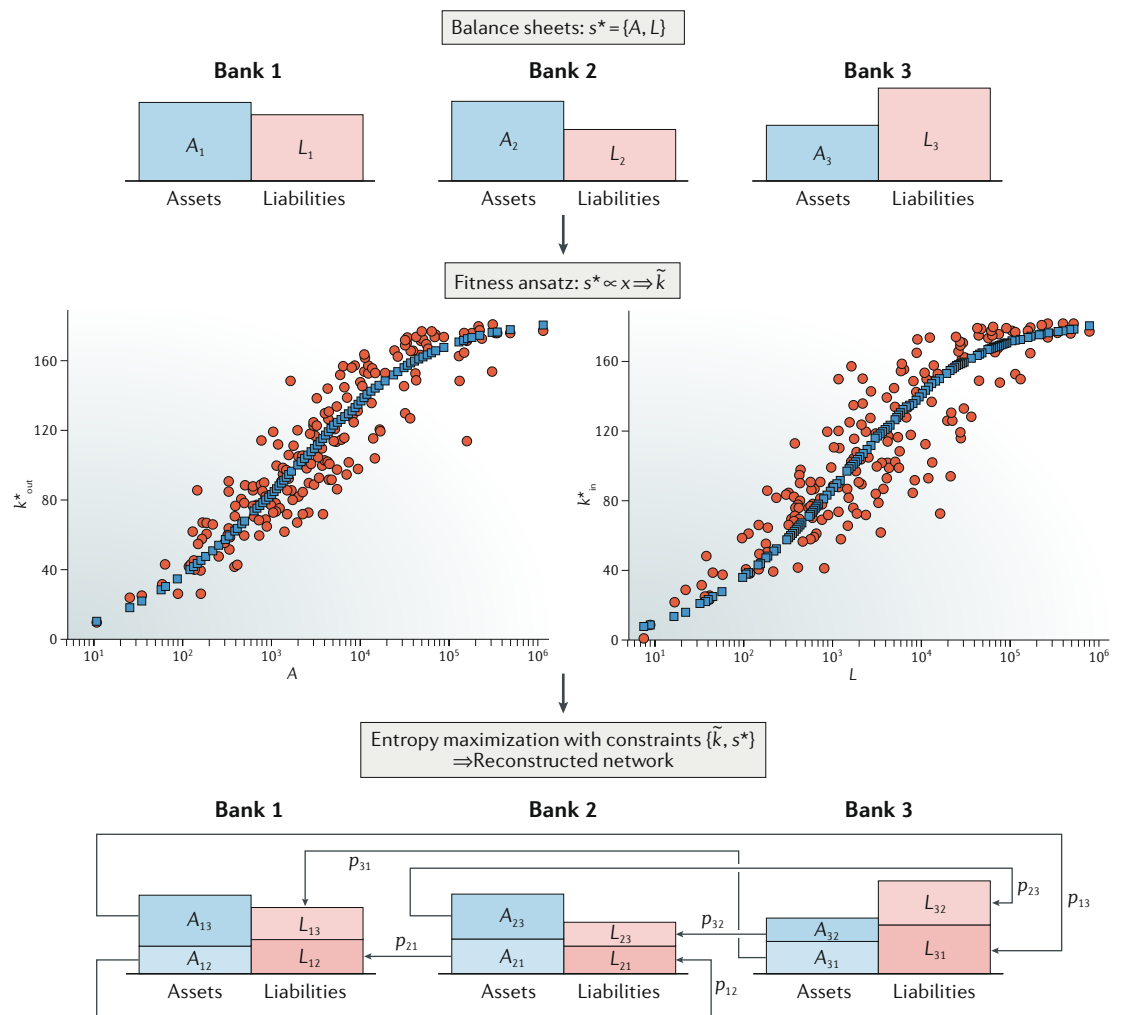 Balance sheets: s* = {A, L}
Bank 1 Bank 2 Bank 3
A₁ L₁ A₂ L₂ A₃ L₃
Assets Liabilities Assets Liabilities Assets Liabilities
Fitness ansatz: s* ∝ x ⇒ k̃
k*out
160
120
80
40
0
10¹ 10² 10³ 10⁴ 10⁵ 10⁶
A
k*in
160
120
80
40
0
10¹ 10² 10³ 10⁴ 10⁵ 10⁶
L
Entropy maximization with constraints {k̃, s*}
⇒Reconstructed network
Bank 1 Bank 2 Bank 3
p₃₁ p₂₃ p₁₃
A₁₃ L₁₃ A₂₃ L₂₃ p₃₂ A₃₂ L₃₂
A₁₂ L₁₂ p₂₁ A₂₁ L₂₁ A₃₁ L₃₁
p₁₂
Assets Liabilities Assets Liabilities Assets Liabilities